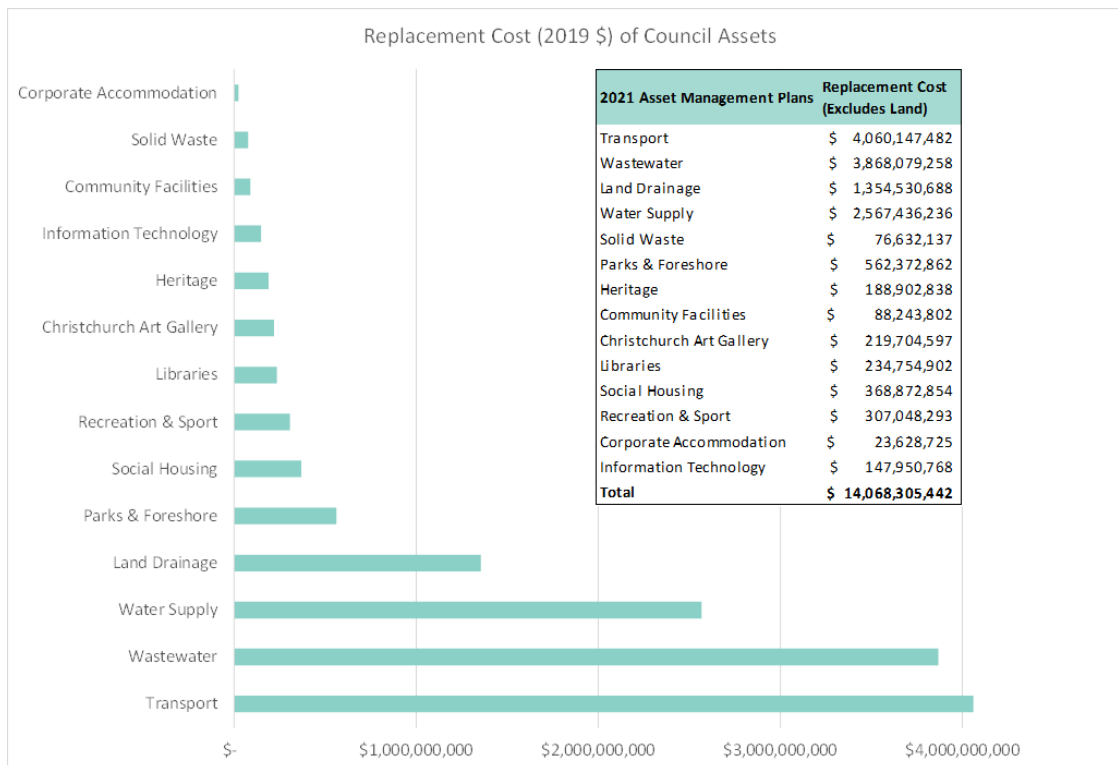 Replacement Cost (2019 $) of Council Assets
Corporate Accommodation
Solid Waste
Community Facilities
Information Technology
Heritage
Christchurch Art Gallery
Libraries
Recreation & Sport
Social Housing
Parks & Foreshore
Land Drainage
Water Supply
Wastewater
Transport
$- $1,000,000,000 $2,000,000,000 $3,000,000,000 $4,000,000,000
2021 Asset Management Plans Replacement Cost
(Excludes Land)
Transport $ 4,060,147,482
Wastewater $ 3,868,079,258
Land Drainage $ 1,354,530,688
Water Supply $ 2,567,436,236
Solid Waste $ 76,632,137
Parks & Foreshore $ 562,372,862
Heritage $ 188,902,838
Community Facilities $ 88,243,802
Christchurch Art Gallery $ 219,704,597
Libraries $ 234,754,902
Social Housing $ 368,872,854
Recreation & Sport $ 307,048,293
Corporate Accommodation $ 23,628,725
Information Technology $ 147,950,768
Total $ 14,068,305,442